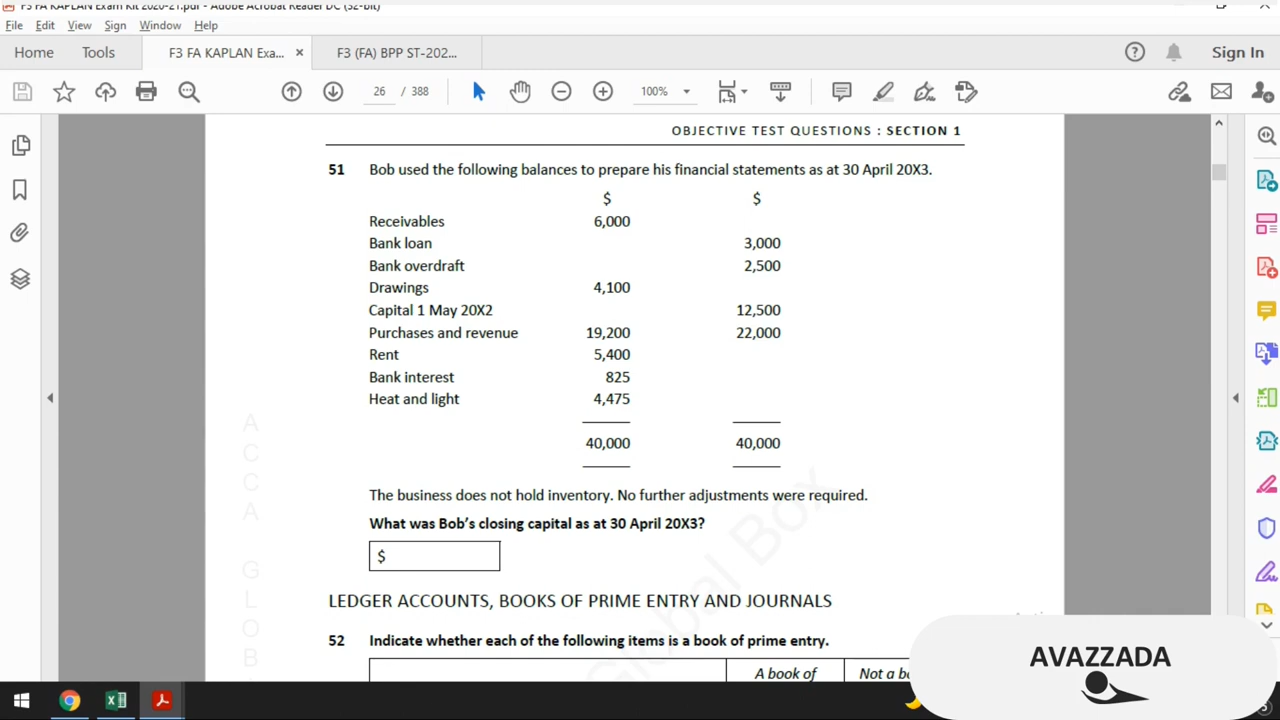 F3 FA KAPLAN Exam Kit 2020-21.pdf - Adobe Acrobat Reader DC (32-bit)
File Edit View Sign Window Help
Home Tools F3 FA KAPLAN Exa... × F3 (FA) BPP ST-202... Sign In
26 / 388 100%
OBJECTIVE TEST QUESTIONS : SECTION 1
51 Bob used the following balances to prepare his financial statements as at 30 April 20X3.
$ $
Receivables 6,000
Bank loan 3,000
Bank overdraft 2,500
Drawings 4,100
Capital 1 May 20X2 12,500
Purchases and revenue 19,200 22,000
Rent 5,400
Bank interest 825
Heat and light 4,475
40,000 40,000
The business does not hold inventory. No further adjustments were required.
What was Bob's closing capital as at 30 April 20X3?
$
LEDGER ACCOUNTS, BOOKS OF PRIME ENTRY AND JOURNALS
52 Indicate whether each of the following items is a book of prime entry.
A book of Not a
ACCA GLOB
Global Box
AVAZZADA